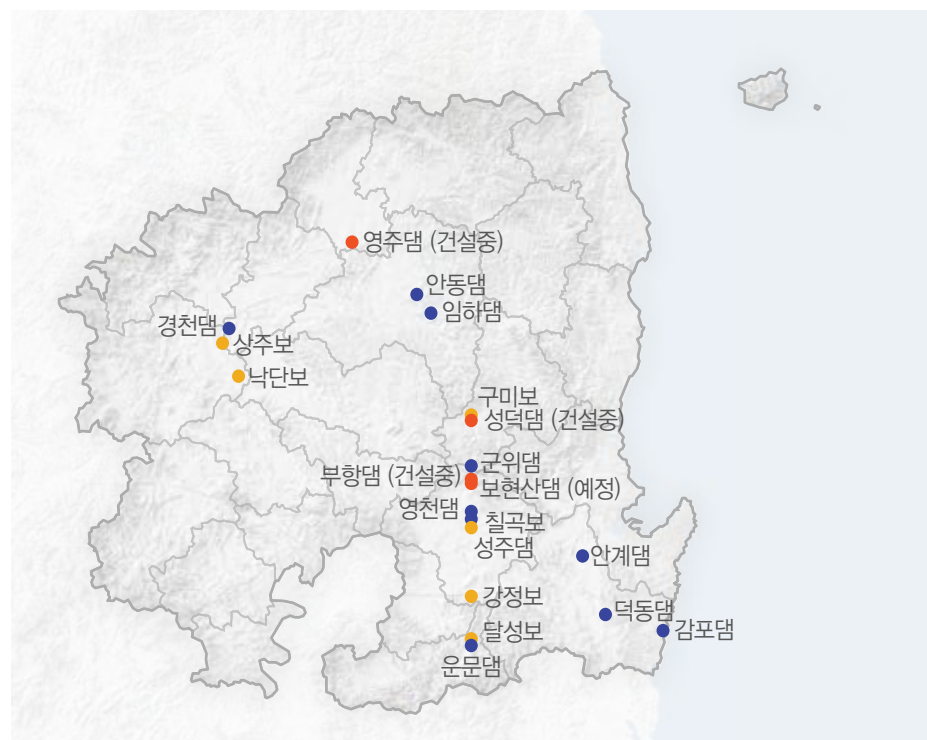 영주댐 (건설중)
안동댐
임하댐
경천댐
상주보
낙단보
구미보
성덕댐 (건설중)
군위댐
부항댐 (건설중)
보현산댐 (예정)
영천댐
칠곡보
성주댐
안계댐
강정보
덕동댐
감포댐
달성보
운문댐